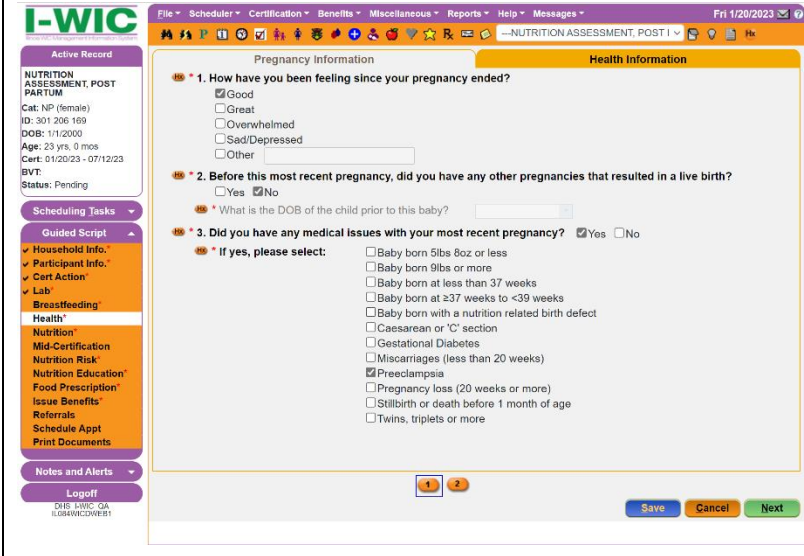 I-WIC
Illinois WIC Management Information System
File Scheduler Certification Benefits Miscellaneous Reports Help Messages Fri 1/20/2023
---NUTRITION ASSESSMENT, POST I
Active Record
NUTRITION
ASSESSMENT, POST
PARTUM
Cat: NP (female)
ID: 301 206 169
DOB: 1/1/2000
Age: 23 yrs, 0 mos
Cert: 01/20/23 - 07/12/23
BVT:
Status: Pending
Scheduling Tasks
Guided Script
Household Info.*
Participant Info.*
Cert Action*
Lab*
Breastfeeding*
Health*
Nutrition*
Mid-Certification
Nutrition Risk*
Nutrition Education*
Food Prescription*
Issue Benefits*
Referrals
Schedule Appt
Print Documents
Notes and Alerts
Logoff
DHS I-WIC QA
IL084WICDWEB1
Pregnancy Information
Health Information
Hx * 1. How have you been feeling since your pregnancy ended?
Good
Great
Overwhelmed
Sad/Depressed
Other
Hx * 2. Before this most recent pregnancy, did you have any other pregnancies that resulted in a live birth?
Yes No
Hx * What is the DOB of the child prior to this baby?
Hx * 3. Did you have any medical issues with your most recent pregnancy? Yes No
Hx * If yes, please select:
Baby born 5lbs 8oz or less
Baby born 9lbs or more
Baby born at less than 37 weeks
Baby born at ≥37 weeks to <39 weeks
Baby born with a nutrition related birth defect
Caesarean or 'C' section
Gestational Diabetes
Miscarriages (less than 20 weeks)
Preeclampsia
Pregnancy loss (20 weeks or more)
Stillbirth or death before 1 month of age
Twins, triplets or more
1 2
Save Cancel Next